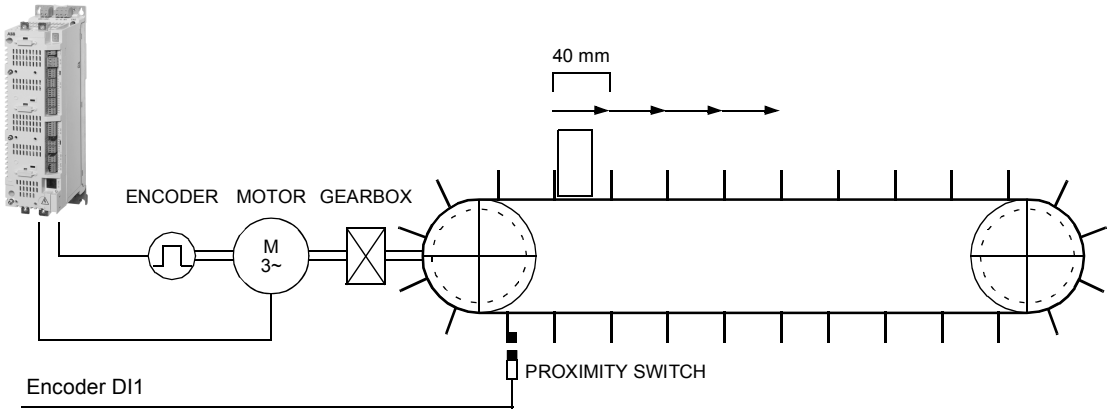 40 mm
ENCODER MOTOR GEARBOX
M
3~
PROXIMITY SWITCH
Encoder DI1